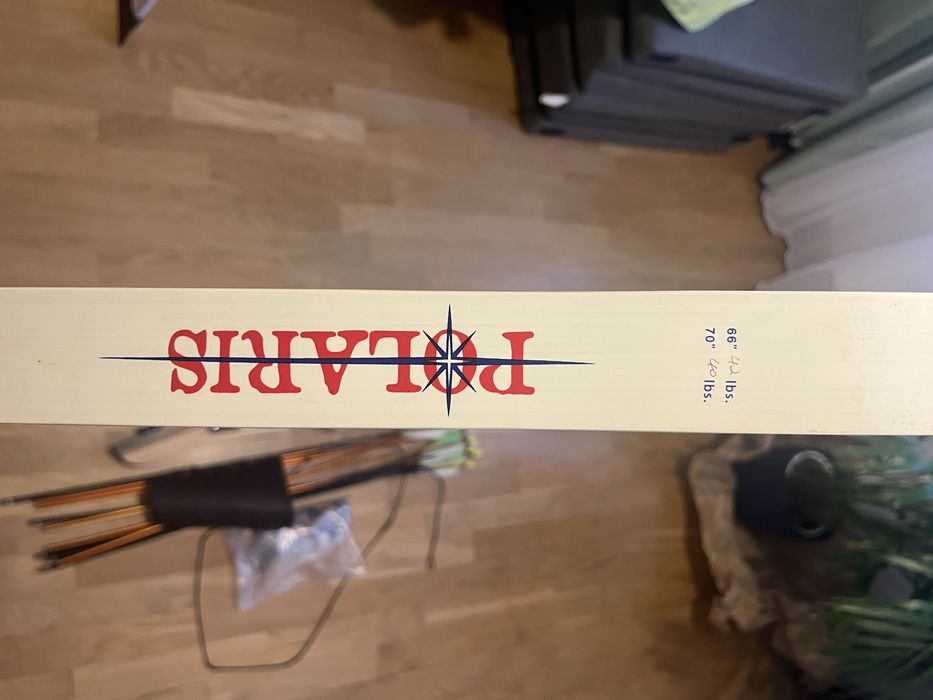 POLARIS
66" 42 lbs.
70" 40 lbs.